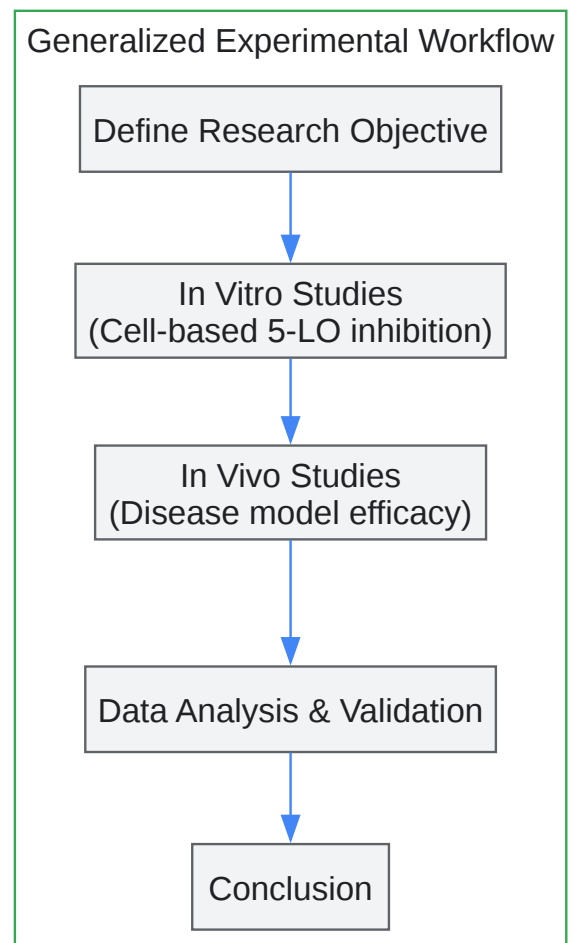 Generalized Experimental Workflow
Define Research Objective
In Vitro Studies
(Cell-based 5-LO inhibition)
In Vivo Studies
(Disease model efficacy)
Data Analysis & Validation
Conclusion